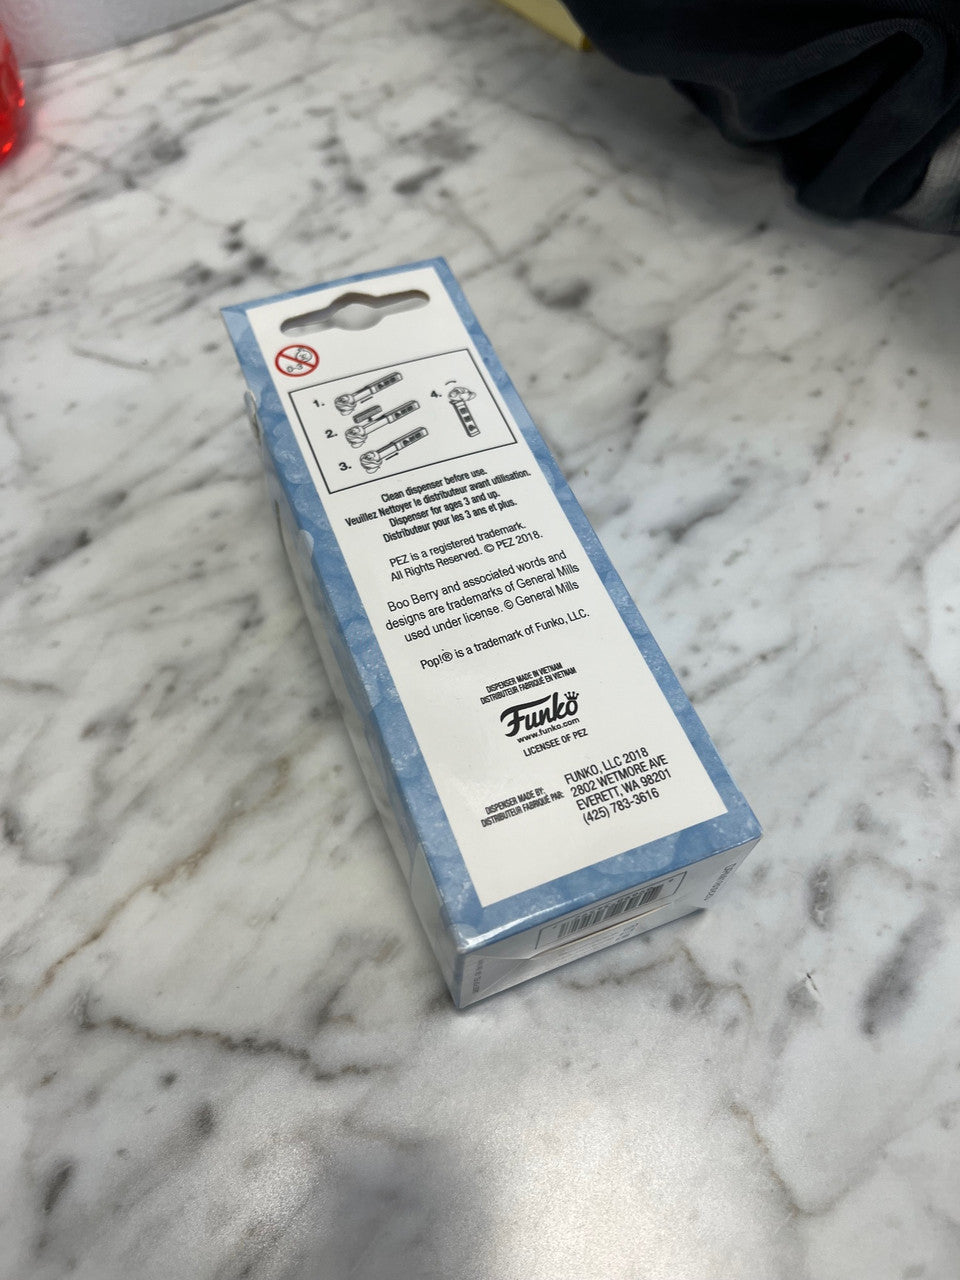 0-3
1.
2.
3.
4.
Clean dispenser before use.
Veuillez Nettoyer le distributeur avant utilisation.
Dispenser for ages 3 and up.
Distributeur pour les 3 ans et plus.
PEZ is a registered trademark.
All Rights Reserved. © PEZ 2018.
Boo Berry and associated words and
designs are trademarks of General Mills
used under license. © General Mills
Pop!® is a trademark of Funko, LLC.
DISPENSER MADE IN VIETNAM
DISTRIBUTEUR FABRIQUÉ EN VIETNAM
Funko
www.funko.com
LICENSEE OF PEZ
DISPENSER MADE BY:
DISTRIBUTEUR FABRIQUÉ PAR:
FUNKO, LLC 2018
2802 WETMORE AVE
EVERETT, WA 98201
(425) 783-3616